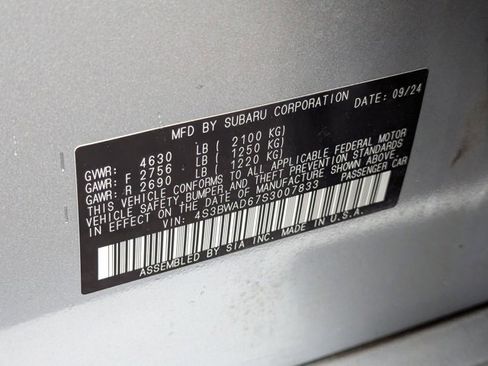 MFD BY SUBARU CORPORATION DATE: 09/24
GVWR: 4630 LB ( 2100 KG)
GAWR: F 2756 LB ( 1250 KG)
GAWR: R 2690 LB ( 1220 KG)
THIS VEHICLE CONFORMS TO ALL APPLICABLE FEDERAL MOTOR
VEHICLE SAFETY, BUMPER, AND THEFT PREVENTION STANDARDS
IN EFFECT ON THE DATE OF MANUFACTURE SHOWN ABOVE.
VIN: 4S3BWAD67S3007833 PASSENGER CAR
ASSEMBLED BY SIA INC. MADE IN U.S.A.